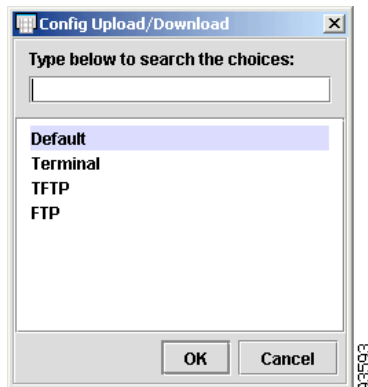 Config Upload/Download
Type below to search the choices:
Default
Terminal
TFTP
FTP
OK
Cancel
93593